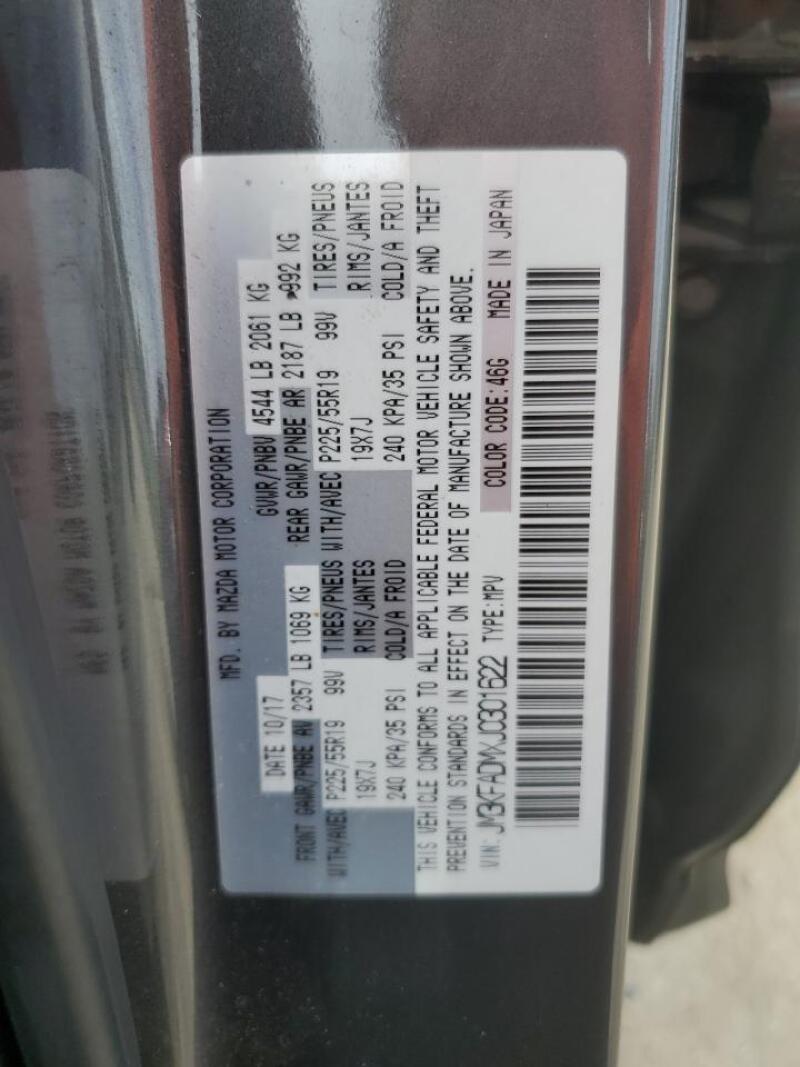 MFD. BY MAZDA MOTOR CORPORATION
DATE 10/17 GVWR/PNBV 4544 LB 2061 KG
FRONT GAWR/PNBE AV 2357 LB 1069 KG REAR GAWR/PNBE AR 2187 LB 992 KG
WITH/AVEC P225/55R19 99V TIRES/PNEUS WITH/AVEC P225/55R19 99V TIRES/PNEUS
19X7J RIMS/JANTES 19X7J RIMS/JANTES
240 KPA/35 PSI COLD/A FROID 240 KPA/35 PSI COLD/A FROID
THIS VEHICLE CONFORMS TO ALL APPLICABLE FEDERAL MOTOR VEHICLE SAFETY AND THEFT
PREVENTION STANDARDS IN EFFECT ON THE DATE OF MANUFACTURE SHOWN ABOVE.
VIN: JM3KFADMXJ0301622 TYPE:MPV COLOR CODE:46G MADE IN JAPAN